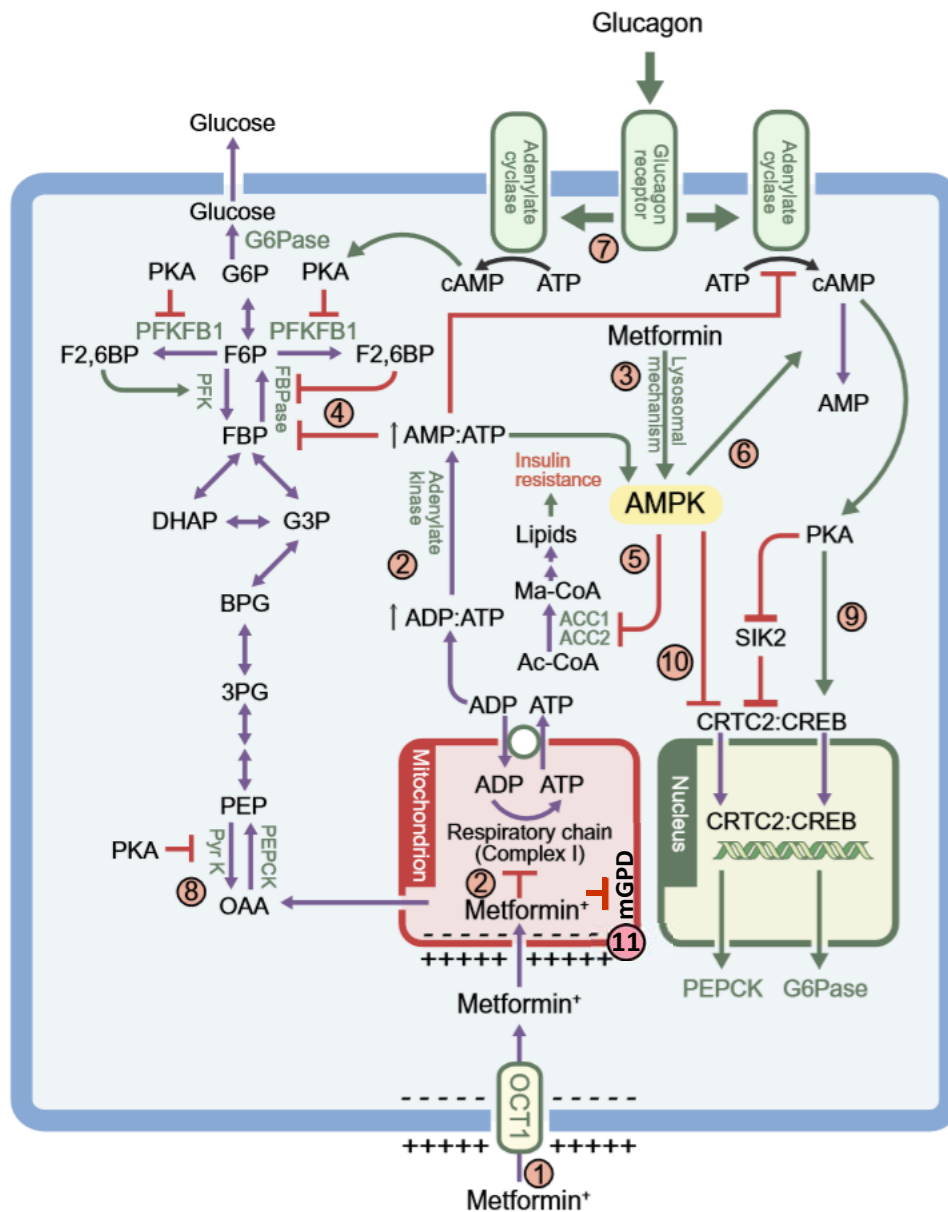 Glucagon
Glucose
Adenylate
cyclase
Glucagon
receptor
Adenylate
cyclase
Glucose
G6Pase
7
PKA
G6P
PKA
cAMP
ATP
ATP
cAMP
PFKFB1
PFKFB1
Metformin
F2,6BP
F6P
F2,6BP
3
Lysosomal
mechanism
PFK
FBPase
4
AMP
FBP
↑ AMP:ATP
6
Insulin
resistance
Adenylate
kinase
AMPK
DHAP
G3P
Lipids
PKA
2
5
Ma-CoA
BPG
↑ ADP:ATP
ACC1
ACC2
9
SIK2
Ac-CoA
10
3PG
ADP
ATP
CRTC2:CREB
Mitochondrion
ADP
ATP
Nucleus
PEP
CRTC2:CREB
Respiratory chain
(Complex I)
PKA
Pyr K
PEPCK
8
2
mGPD
OAA
Metformin⁺
- - - - - - - - - -
11
+++++ +++++
PEPCK
G6Pase
Metformin⁺
OCT1
- - - - - - - - - -
+++++ +++++
1
Metformin⁺